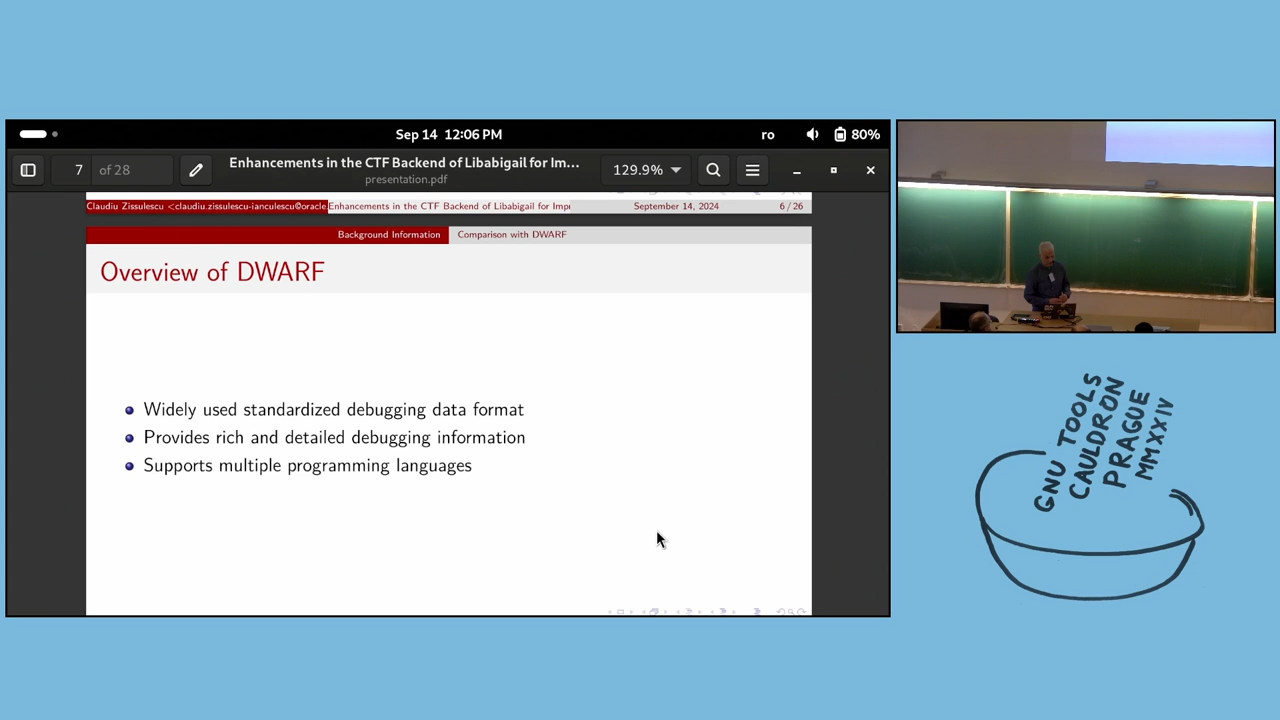 Sep 14 12:06 PM
ro
80%
7 of 28
Enhancements in the CTF Backend of Libabigail for Im...
presentation.pdf
129.9%
Claudiu Zissulescu <claudiu.zissulescu-ianculescu@oracle.
Enhancements in the CTF Backend of Libabigail for Impr
September 14, 2024
6 / 26
Background Information
Comparison with DWARF
Overview of DWARF
Widely used standardized debugging data format
Provides rich and detailed debugging information
Supports multiple programming languages
GNU TOOLS
CAULDRON
PRAGUE
MMXXIV